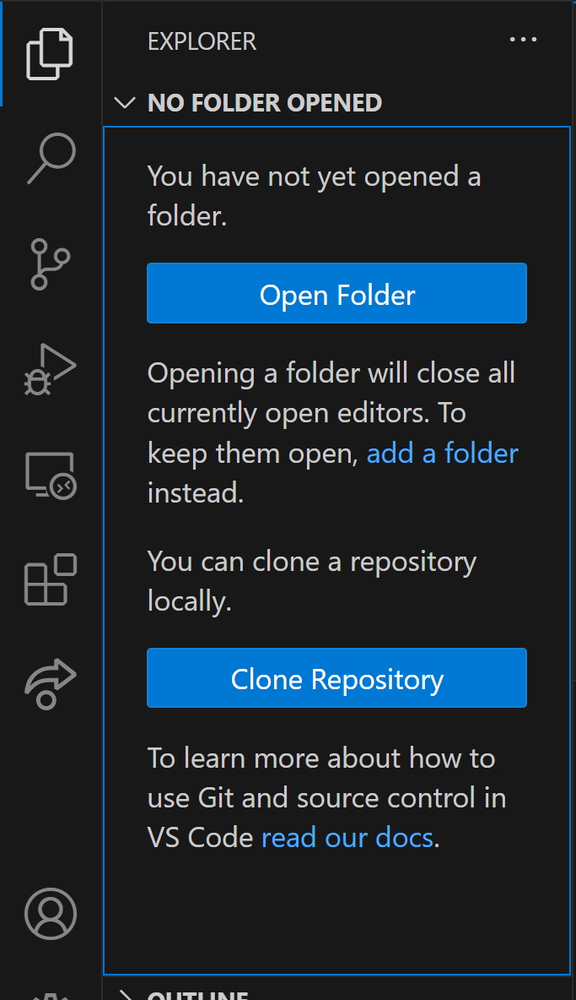 EXPLORER
NO FOLDER OPENED
You have not yet opened a
folder.
Open Folder
Opening a folder will close all
currently open editors. To
keep them open, add a folder
instead.
You can clone a repository
locally.
Clone Repository
To learn more about how to
use Git and source control in
VS Code read our docs.
OUTLINE